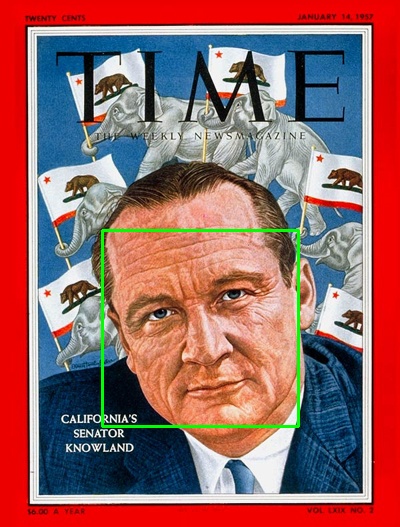 TWENTY CENTS
JANUARY 14, 1957
TIME
THE WEEKLY NEWSMAGAZINE
CALIFORNIA'S
SENATOR
KNOWLAND
$6.00 A YEAR
VOL. LXIX NO. 2